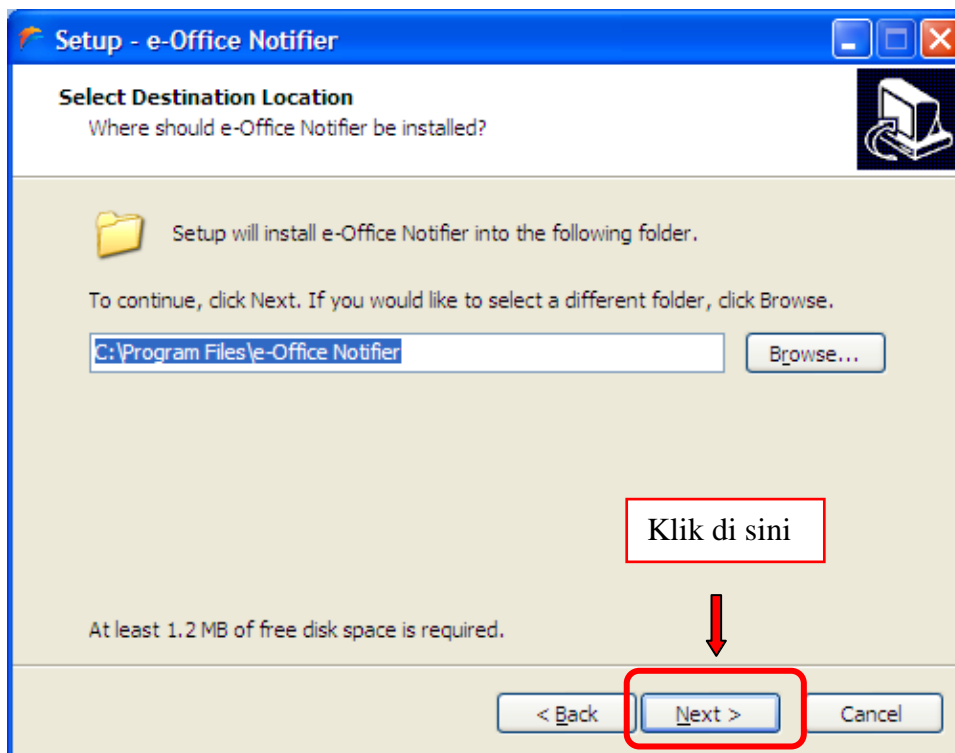 Setup - e-Office Notifier
Select Destination Location
Where should e-Office Notifier be installed?
Setup will install e-Office Notifier into the following folder.
To continue, click Next. If you would like to select a different folder, click Browse.
C:\Program Files\e-Office Notifier
Browse...
Klik di sini
At least 1.2 MB of free disk space is required.
< Back
Next >
Cancel